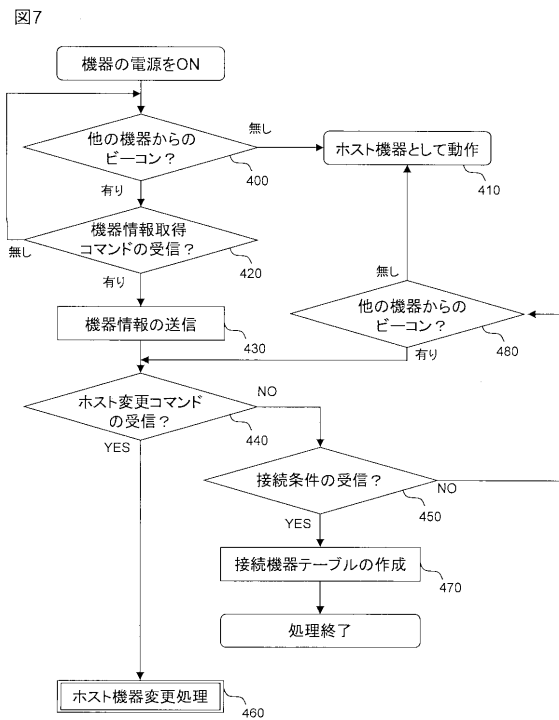 図7
機器の電源をON
他の機器からの
ビーコン？
無し
400
ホスト機器として動作
410
有り
機器情報取得
コマンドの受信？
無し
420
有り
機器情報の送信
430
無し
他の機器からの
ビーコン？
480
有り
ホスト変更コマンド
の受信？
NO
440
YES
接続条件の受信？
NO
450
YES
接続機器テーブルの作成
470
処理終了
ホスト機器変更処理
460